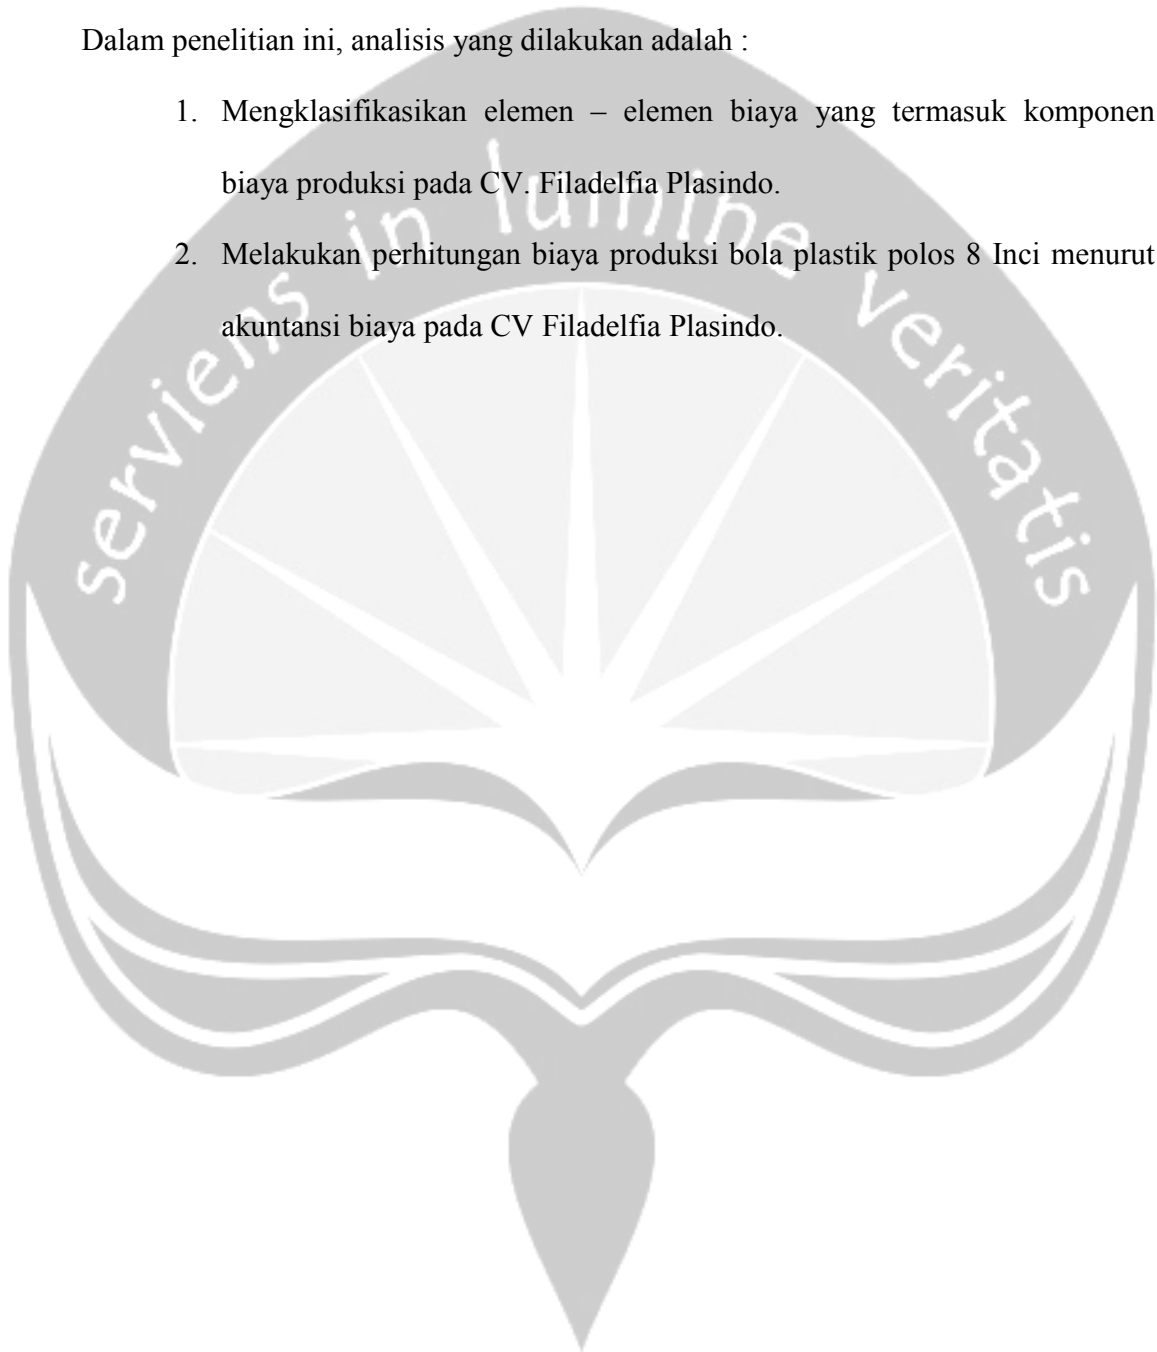 Dalam penelitian ini, analisis yang dilakukan adalah :
1. Mengklasifikasikan elemen – elemen biaya yang termasuk komponen
biaya produksi pada CV. Filadelfia Plasindo.
2. Melakukan perhitungan biaya produksi bola plastik polos 8 Inci menurut
akuntansi biaya pada CV Filadelfia Plasindo.
serviens in lumine veritatis